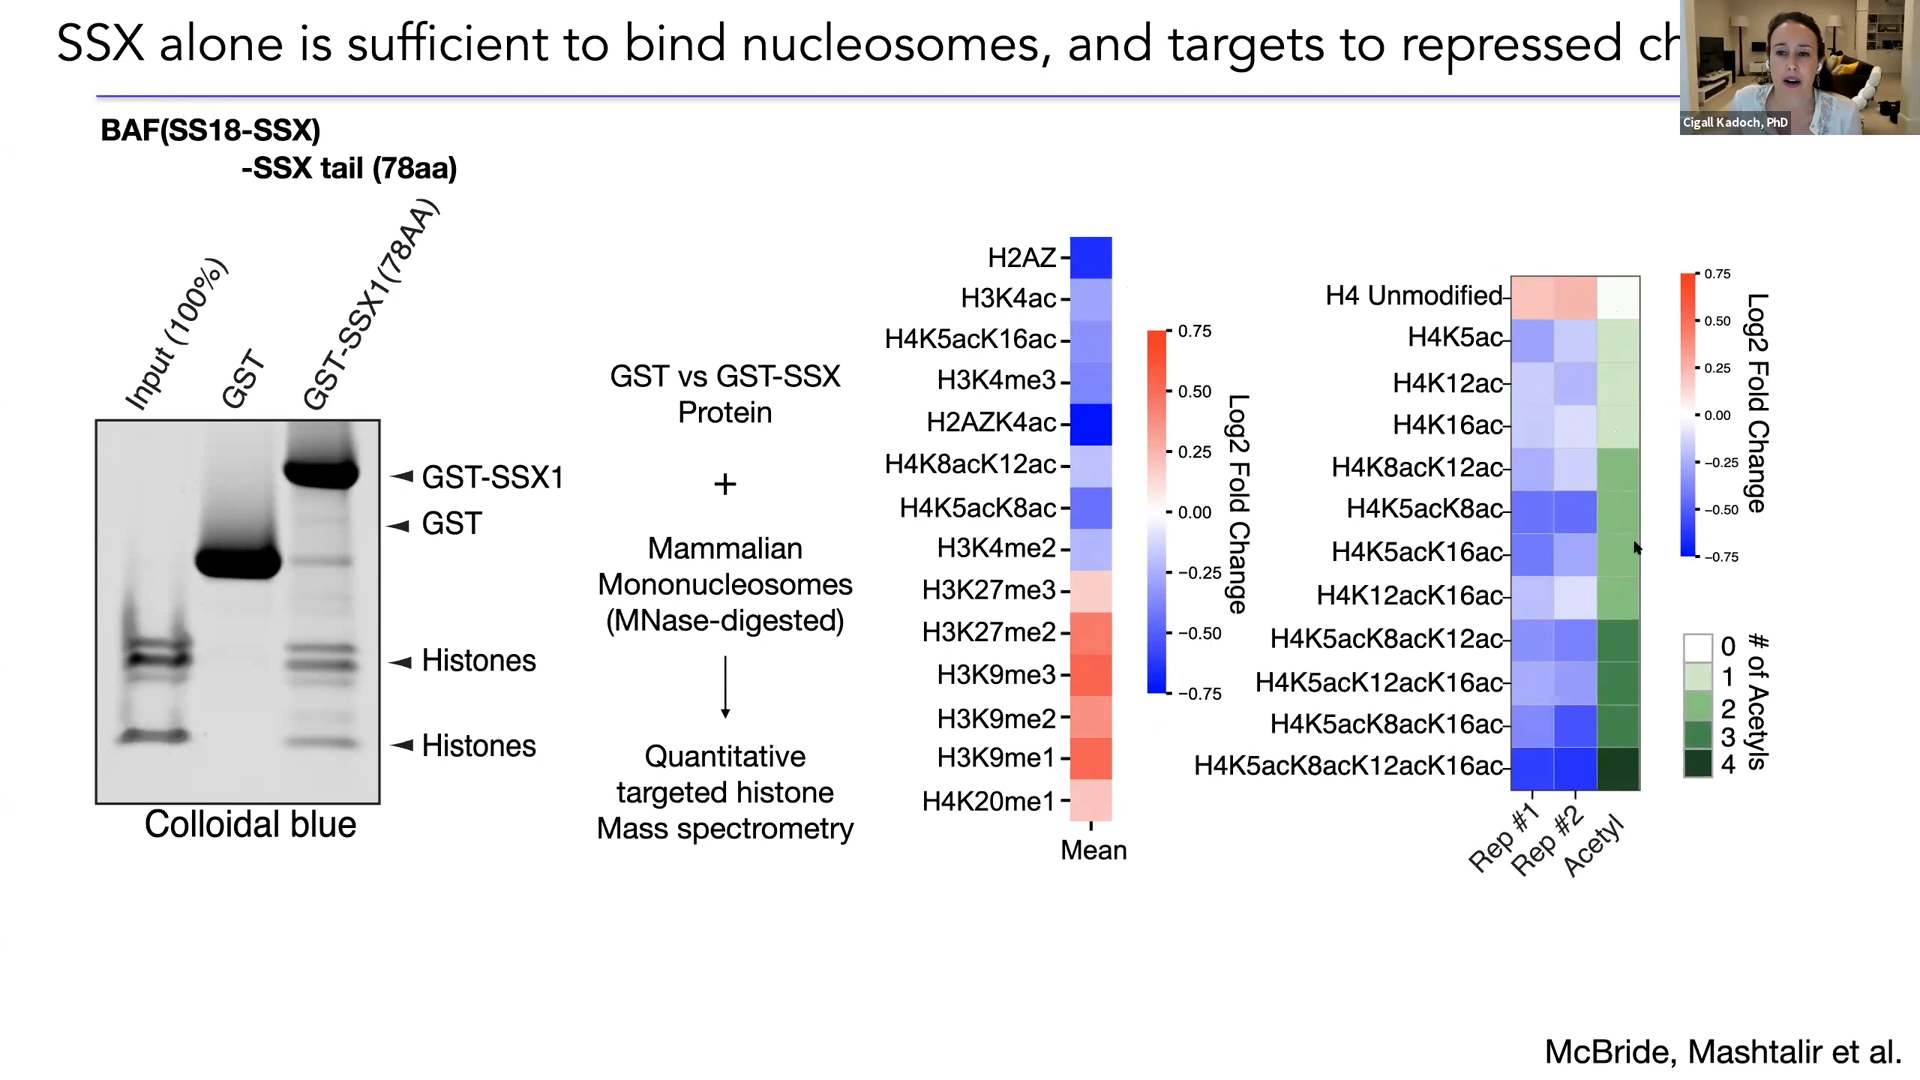 SSX alone is sufficient to bind nucleosomes, and targets to repressed ch
Cigall Kadoch, PhD
BAF(SS18-SSX)
-SSX tail (78aa)
Input (100%)
GST
GST-SSX1(78AA)
GST-SSX1
GST
Histones
Histones
Colloidal blue
GST vs GST-SSX
Protein
+
Mammalian
Mononucleosomes
(MNase-digested)
Quantitative
targeted histone
Mass spectrometry
H2AZ
H3K4ac
H4K5acK16ac
H3K4me3
H2AZK4ac
H4K8acK12ac
H4K5acK8ac
H3K4me2
H3K27me3
H3K27me2
H3K9me3
H3K9me2
H3K9me1
H4K20me1
Mean
0.75
0.50
0.25
0.00
−0.25
−0.50
−0.75
Log2 Fold Change
H4 Unmodified
H4K5ac
H4K12ac
H4K16ac
H4K8acK12ac
H4K5acK8ac
H4K5acK16ac
H4K12acK16ac
H4K5acK8acK12ac
H4K5acK12acK16ac
H4K5acK8acK16ac
H4K5acK8acK12acK16ac
Rep #1
Rep #2
Acetyl
0.75
0.50
0.25
0.00
−0.25
−0.50
−0.75
Log2 Fold Change
0
1
2
3
4
# of Acetyls
McBride, Mashtalir et al.